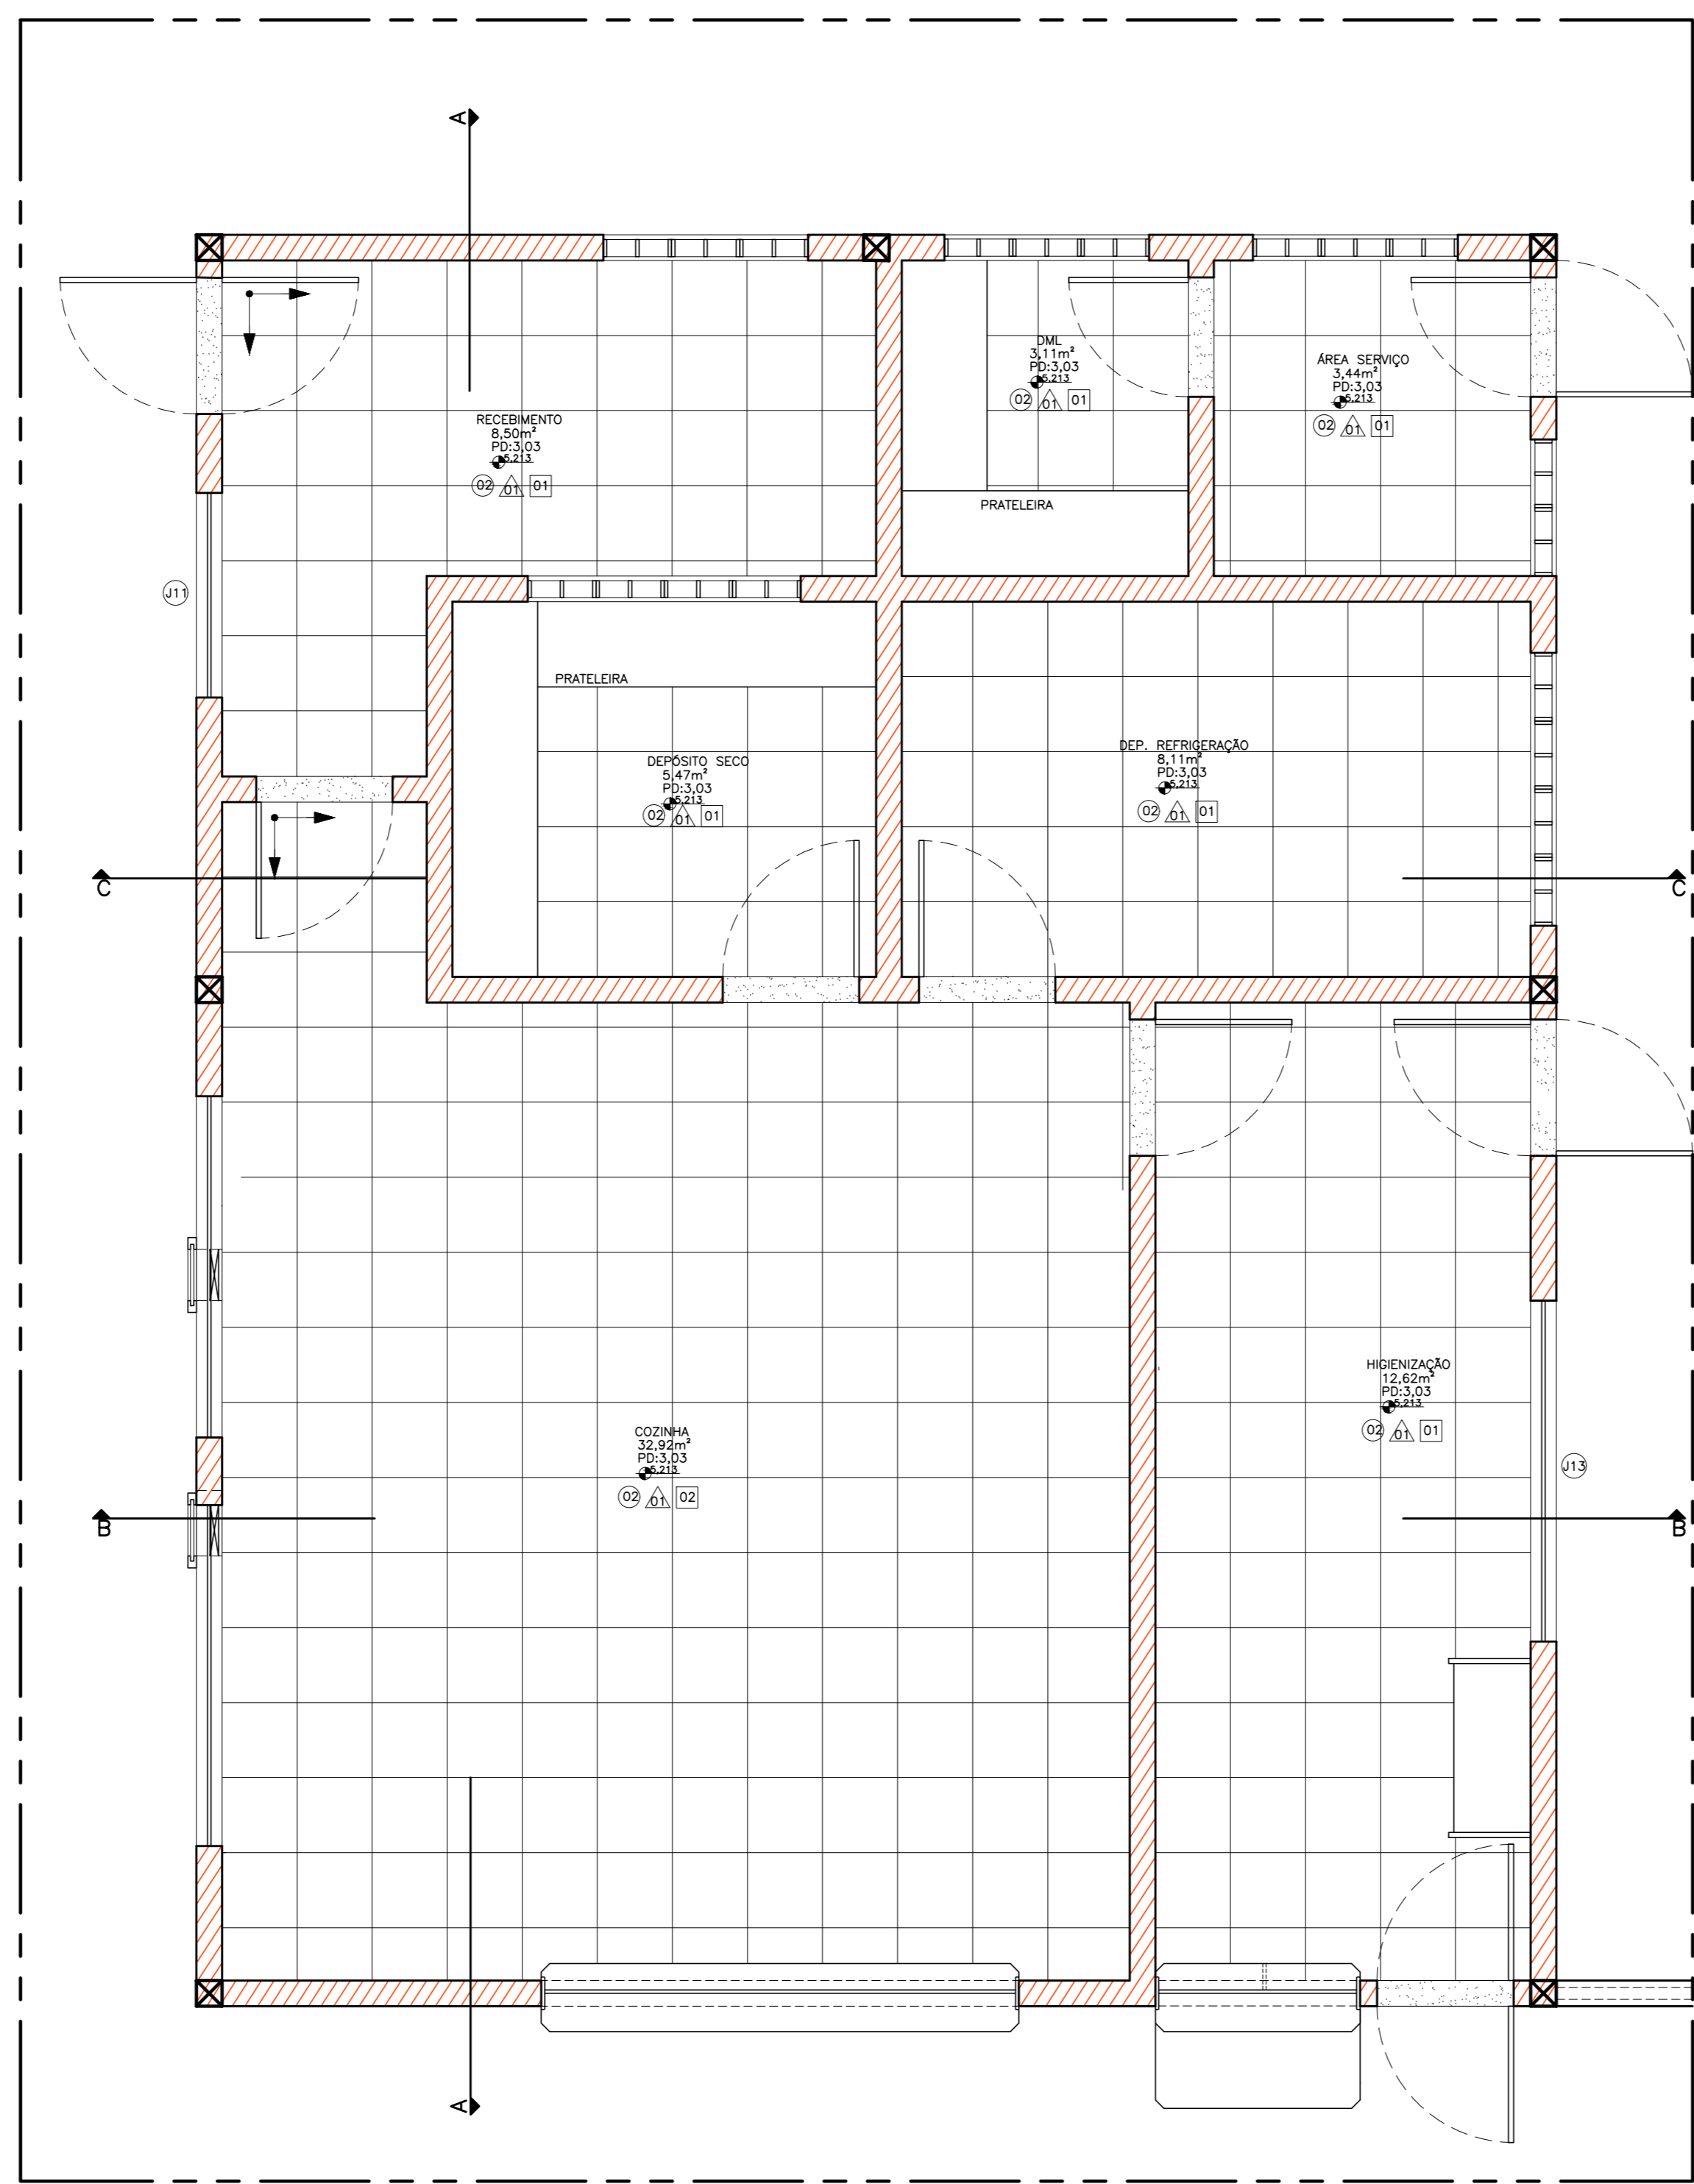 A
RECEBIMENTO
8,50m²
PD:3,03
5.213
02 01 01
DML
3,11m²
PD:3,03
5.213
02 01 01
PRATELEIRA
ÁREA SERVIÇO
3,44m²
PD:3,03
5.213
02 01 01
J11
PRATELEIRA
DEPÓSITO SECO
5,47m²
PD:3,03
5.213
02 01 01
DEP. REFRIGERAÇÃO
8,11m²
PD:3,03
5.213
02 01 01
C
C
HIGIENIZAÇÃO
12,62m²
PD:3,03
5.213
02 01 01
COZINHA
32,92m²
PD:3,03
5.213
02 01 02
J13
B
B
A